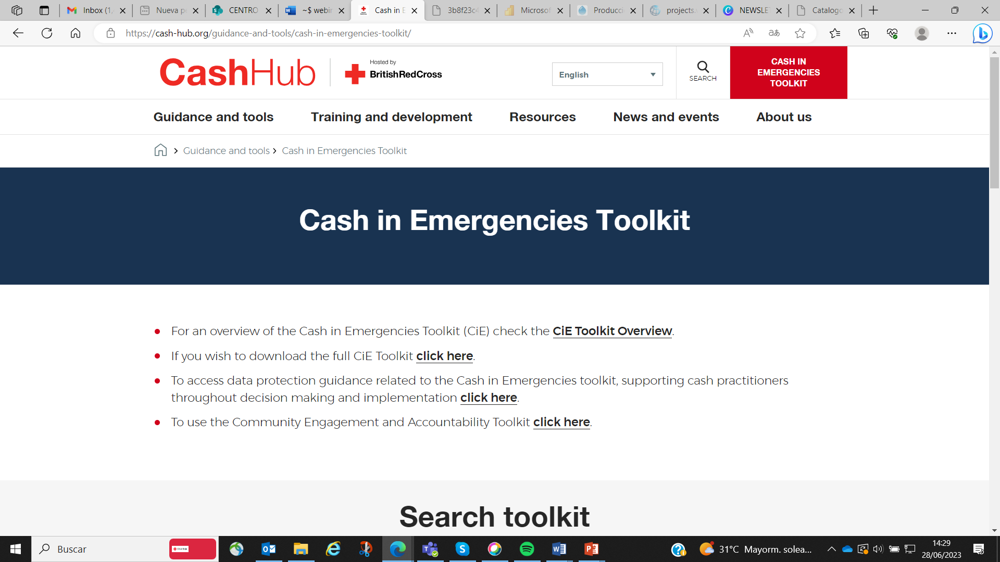 Inbox (1,
Nueva pe
CENTRO
~$ webin
Cash in E
3b8f23c4
Microsof
Producci
projects.
NEWSLE
Catalogo
https://cash-hub.org/guidance-and-tools/cash-in-emergencies-toolkit/
CashHub
Hosted by
BritishRedCross
English
SEARCH
CASH IN
EMERGENCIES
TOOLKIT
Guidance and tools
Training and development
Resources
News and events
About us
Guidance and tools
Cash in Emergencies Toolkit
Cash in Emergencies Toolkit
For an overview of the Cash in Emergencies Toolkit (CiE) check the CiE Toolkit Overview.
If you wish to download the full CiE Toolkit click here.
To access data protection guidance related to the Cash in Emergencies toolkit, supporting cash practitioners
throughout decision making and implementation click here.
To use the Community Engagement and Accountability Toolkit click here.
Search toolkit
Buscar
31°C Mayorm. solea...
14:29
28/06/2023